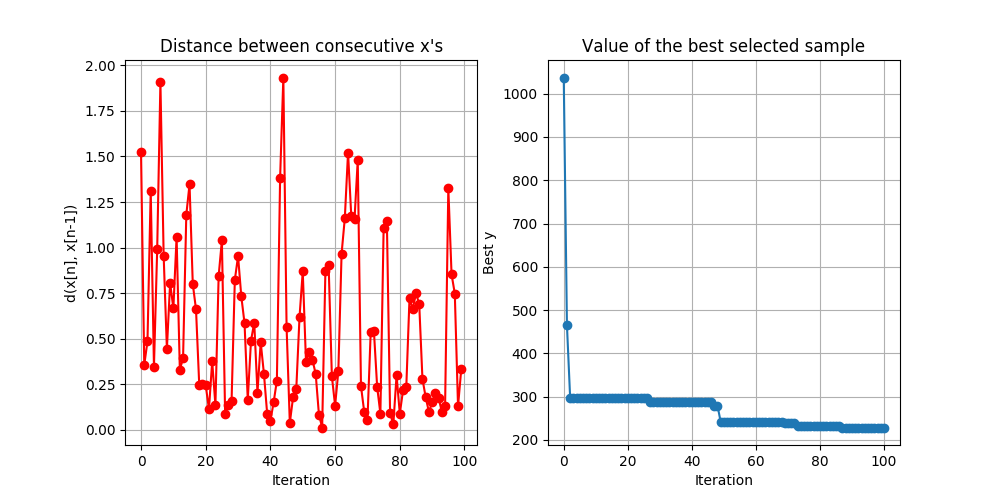 Distance between consecutive x's
d(x[n], x[n-1])
2.00
1.75
1.50
1.25
1.00
0.75
0.50
0.25
0.00
0 20 40 60 80 100
Iteration
Value of the best selected sample
Best y
1000
900
800
700
600
500
400
300
200
0 20 40 60 80 100
Iteration